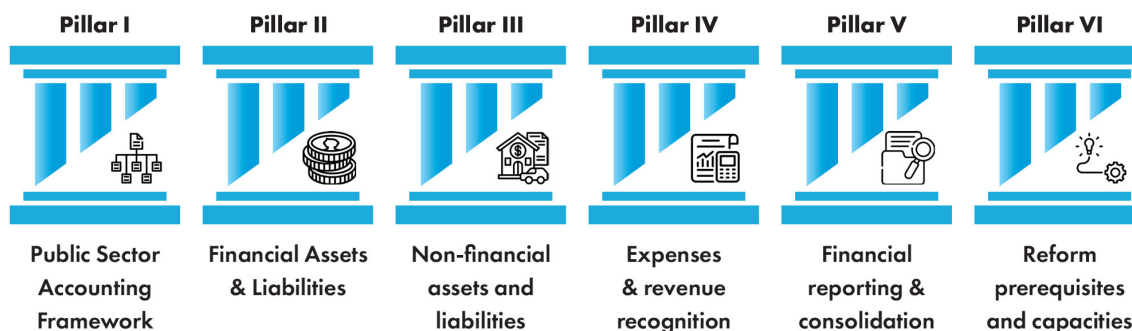 Pillar I
Pillar II
Pillar III
Pillar IV
Pillar V
Pillar VI
$
Public Sector
Accounting
Framework
Financial Assets
& Liabilities
Non-financial
assets and
liabilities
Expenses
& revenue
recognition
Financial
reporting &
consolidation
Reform
prerequisites
and capacities